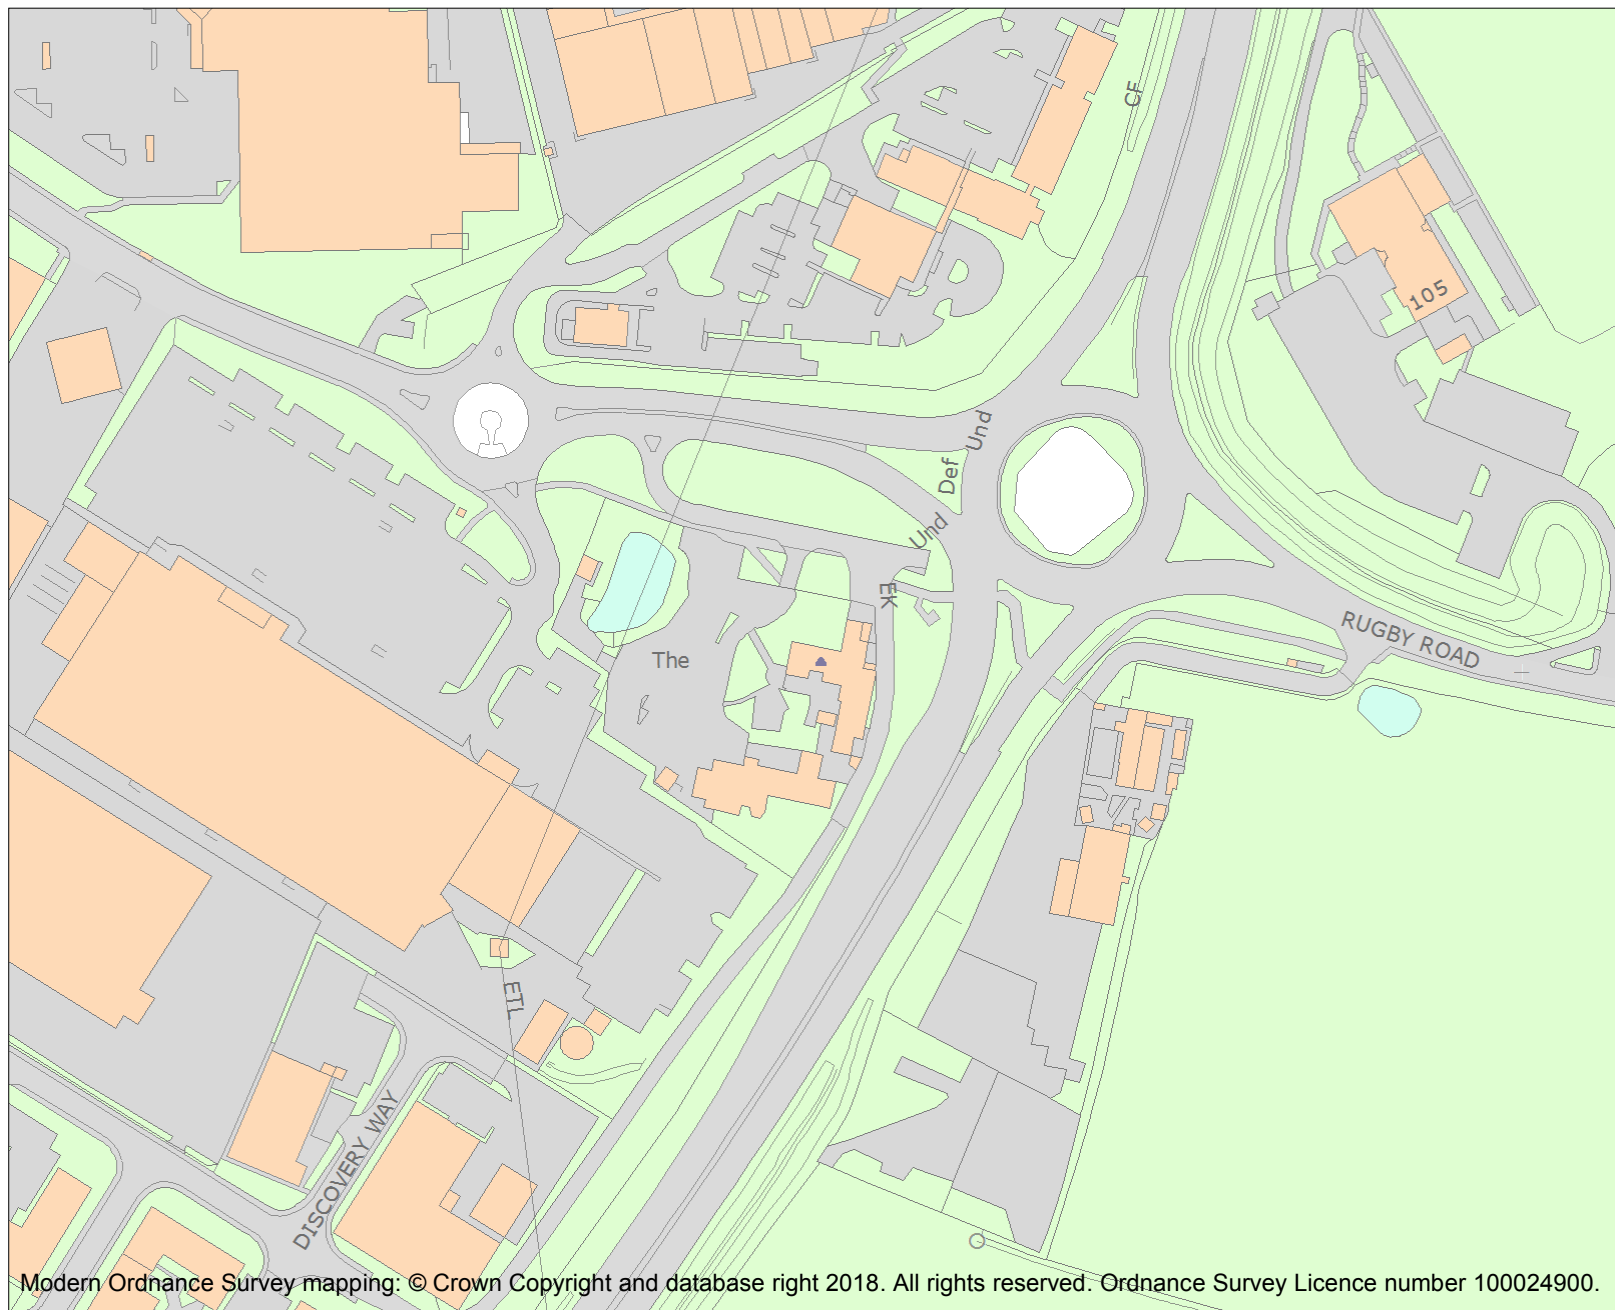 CF
105
Und
Def
Und
EK
RUGBY ROAD
The
ETL
DISCOVERY WAY
Modern Ordnance Survey mapping: © Crown Copyright and database right 2018. All rights reserved. Ordnance Survey Licence number 100024900.